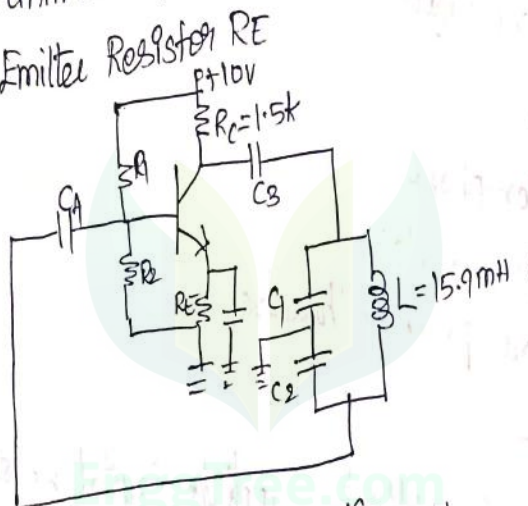 Emitter Resistor RE
+10V
RC=1.5k
R1
C3
CA
R2
RE
C1
L=15.9mH
C2
EnggTree.com